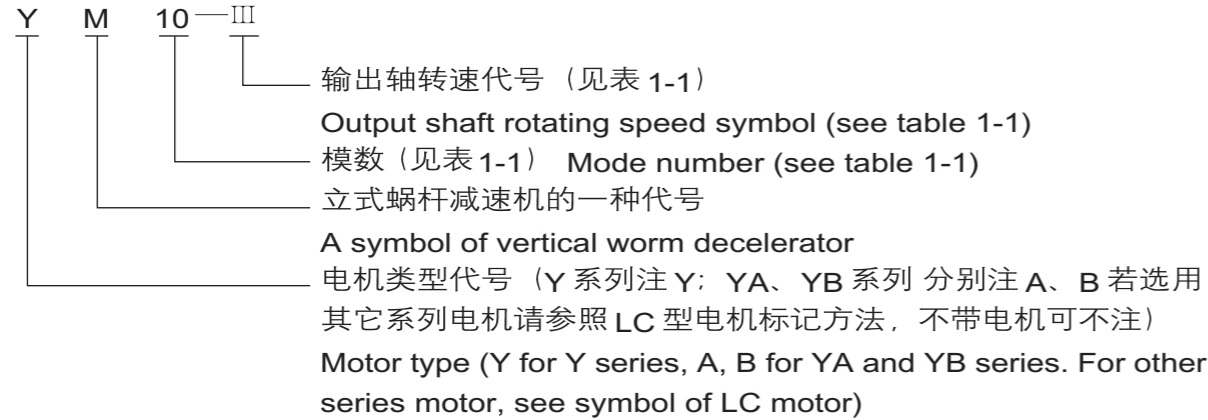 Y M 10—III
输出轴转速代号（见表 1-1）
Output shaft rotating speed symbol (see table 1-1)
模数（见表1-1） Mode number (see table 1-1)
立式蜗杆减速机的一种代号
A symbol of vertical worm decelerator
电机类型代号（Y 系列注 Y；YA、YB 系列 分别注 A、B 若选用
其它系列电机请参照 LC 型电机标记方法，不带电机可不注）
Motor type (Y for Y series, A, B for YA and YB series. For other
series motor, see symbol of LC motor)